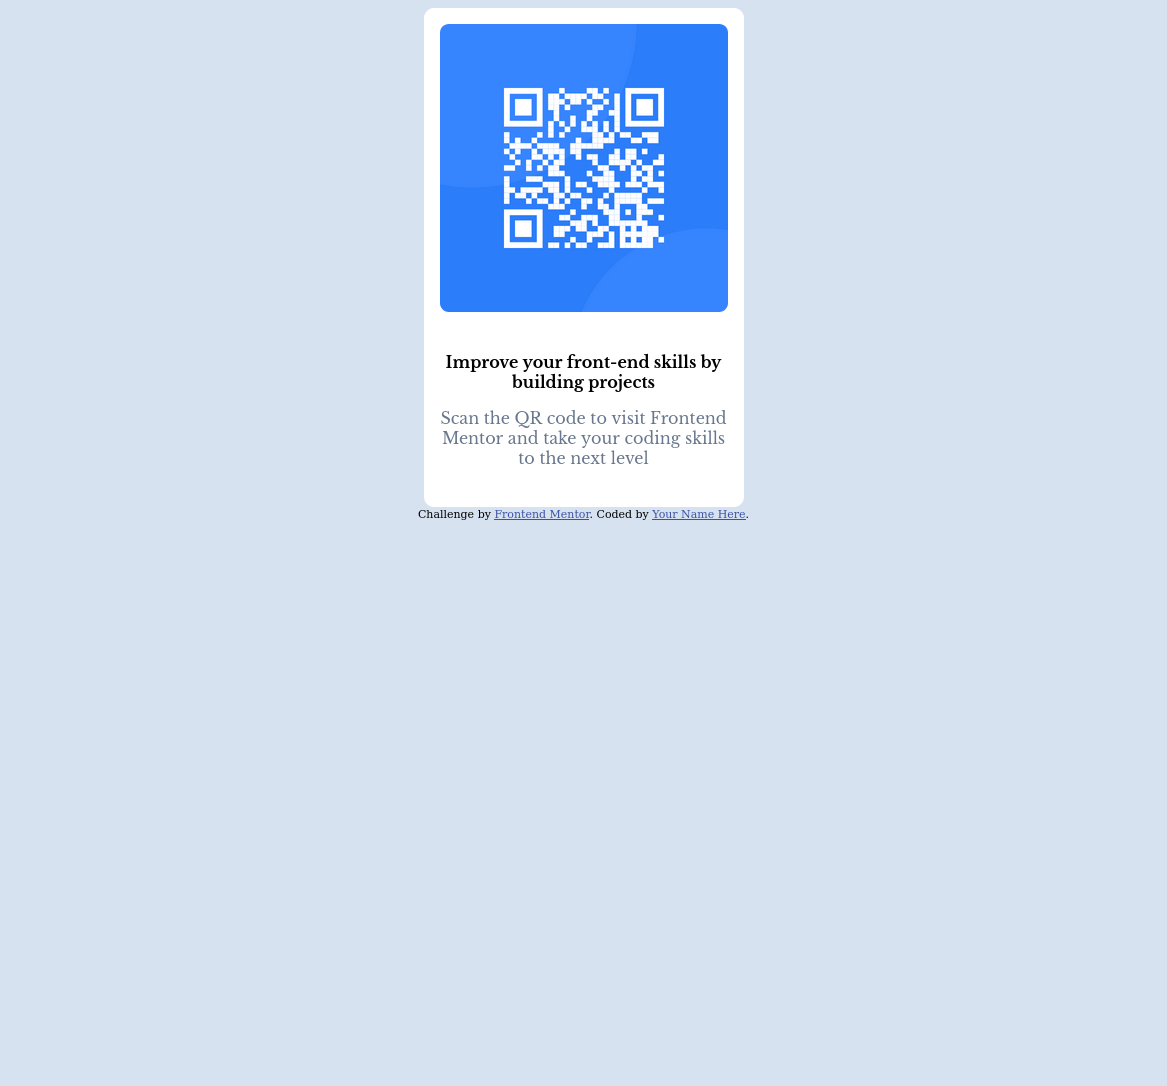 Improve your front-end skills by
building projects
Scan the QR code to visit Frontend
Mentor and take your coding skills
to the next level
Challenge by Frontend Mentor. Coded by Your Name Here.